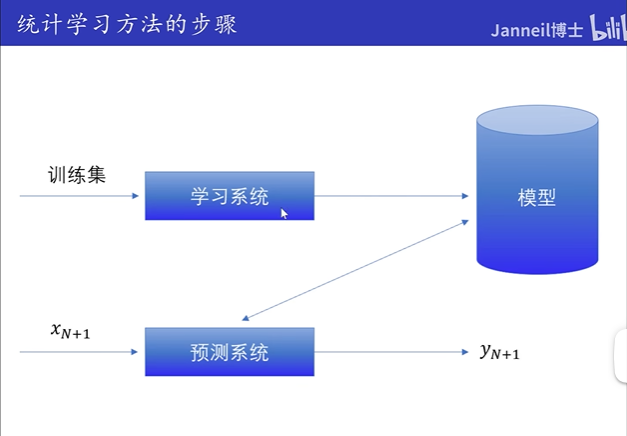 统计学习方法的步骤
Janneil博士 bilib
训练集
学习系统
模型
x_{N+1}
预测系统
y_{N+1}